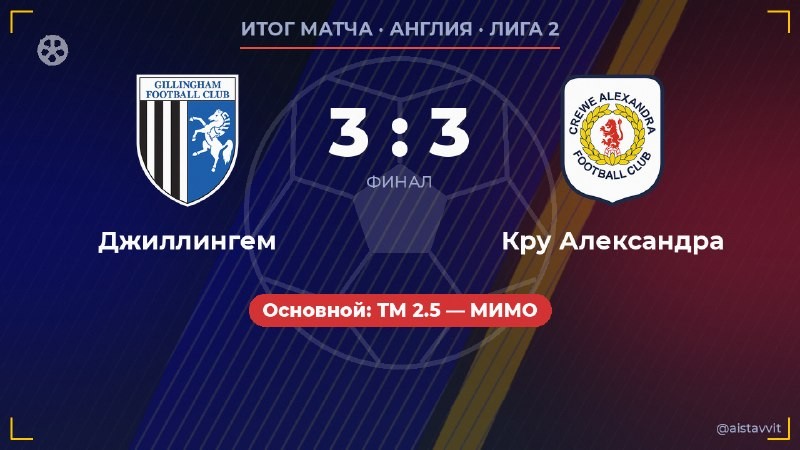 ИТОГ МАТЧА · АНГЛИЯ · ЛИГА 2
GILLINGHAM
FOOTBALL CLUB
3 : 3
ФИНАЛ
CREWE ALEXANDRA
FOOTBALL CLUB
Джиллингем
Кру Александра
Основной: ТМ 2.5 — МИМО
@aistavvit